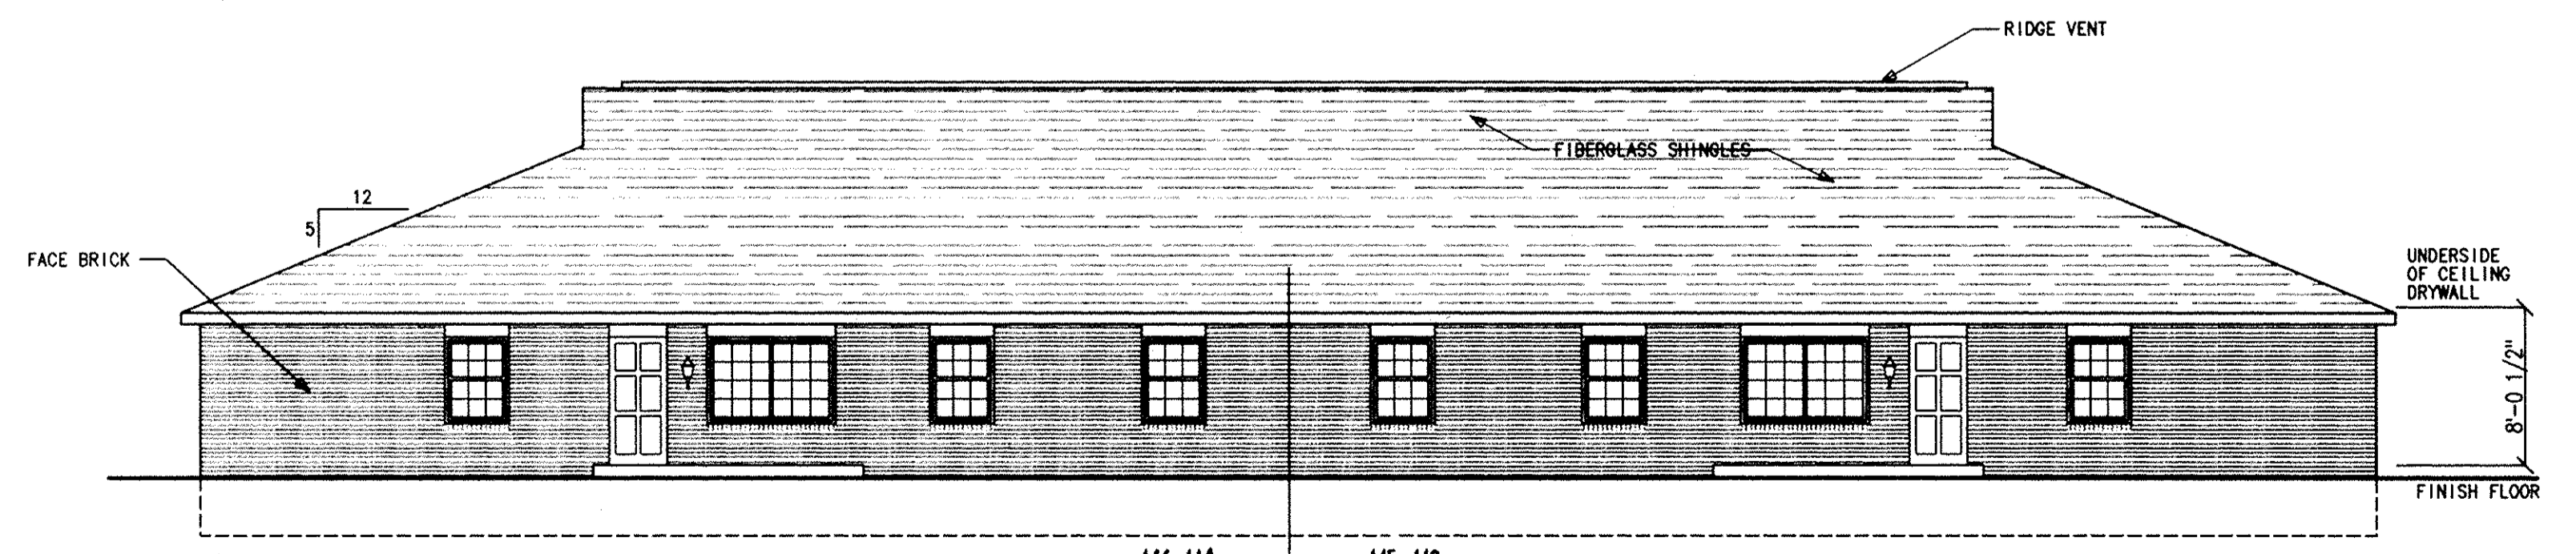 RIDGE VENT
FIBERGLASS SHINGLES
12
5
FACE BRICK
UNDERSIDE
OF CEILING
DRYWALL
8'-0 1/2"
FINISH FLOOR